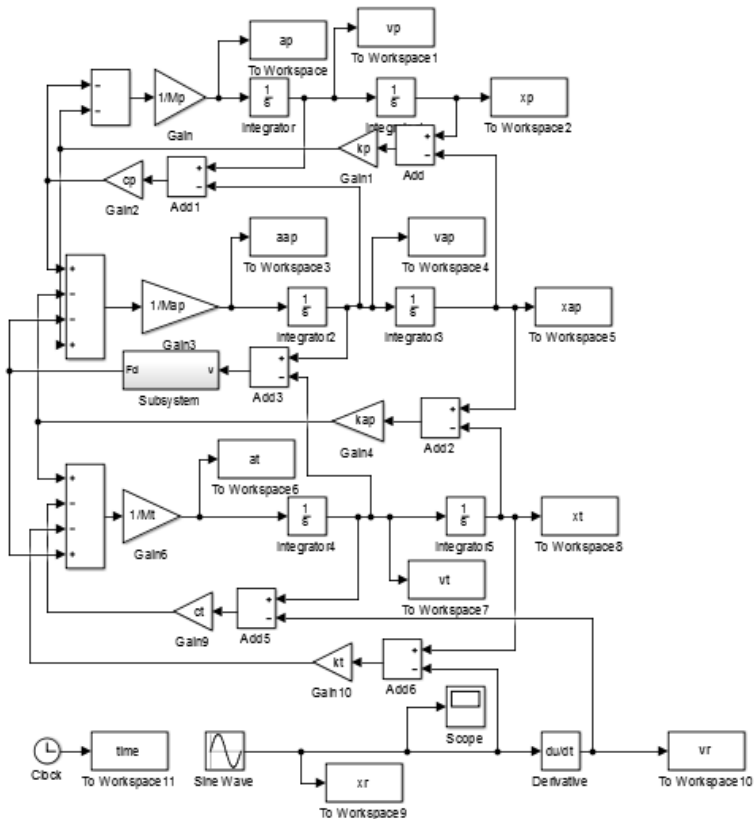 vp
ap
To Workspace1
To Workspace
1/Mp
1
s
1
s
xp
Gain
Integrator
To Workspace2
kp
cp
Gain1
Add
Gain2
Add1
aap
vap
To Workspace3
To Workspace4
1/Map
1
s
1
s
xap
Gain3
Integrator2
Integrator3
To Workspace5
Fd
v
Subsystem
Add3
kap
Gain4
Add2
at
To Workspace6
1/Mt
1
s
1
s
xt
Gain6
Integrator4
Integrator5
To Workspace8
vt
To Workspace7
ct
Gain9
Add5
kt
Gain10
Add6
Scope
time
du/dt
vr
Clock
To Workspace11
Sine Wave
Derivative
To Workspace10
xr
To Workspace9